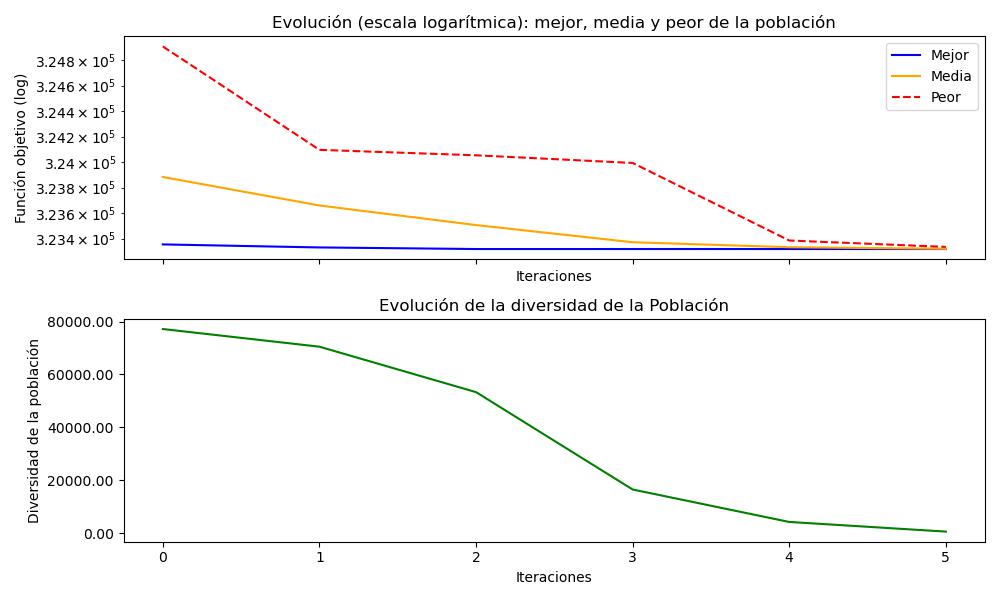 Evolución (escala logarítmica): mejor, media y peor de la población
Función objetivo (log)
3.248 × 10⁵
3.246 × 10⁵
3.244 × 10⁵
3.242 × 10⁵
3.24 × 10⁵
3.238 × 10⁵
3.236 × 10⁵
3.234 × 10⁵
Mejor
Media
Peor
Iteraciones
Evolución de la diversidad de la Población
Diversidad de la población
80000.00
60000.00
40000.00
20000.00
0.00
0 1 2 3 4 5
Iteraciones